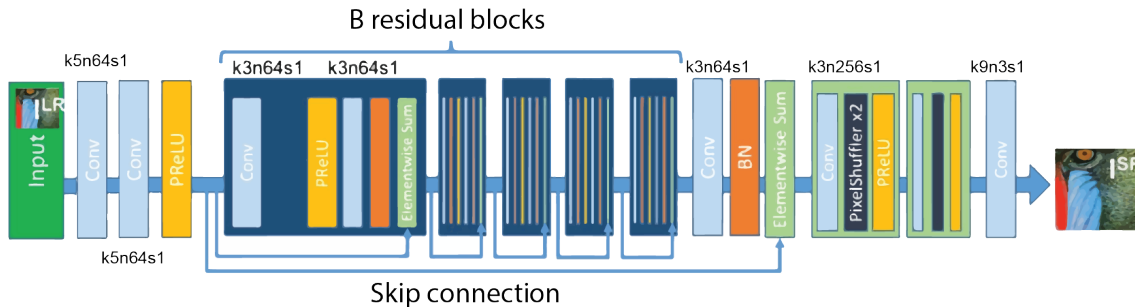 B residual blocks
k5n64s1
k3n64s1
k3n64s1
k3n64s1
k3n256s1
k9n3s1
I LR
Input
Conv
Conv
PReLU
Conv
PReLU
Elementwise Sum
Conv
BN
Elementwise Sum
Conv
PixelShuffler x2
PReLU
Conv
I SR
k5n64s1
Skip connection